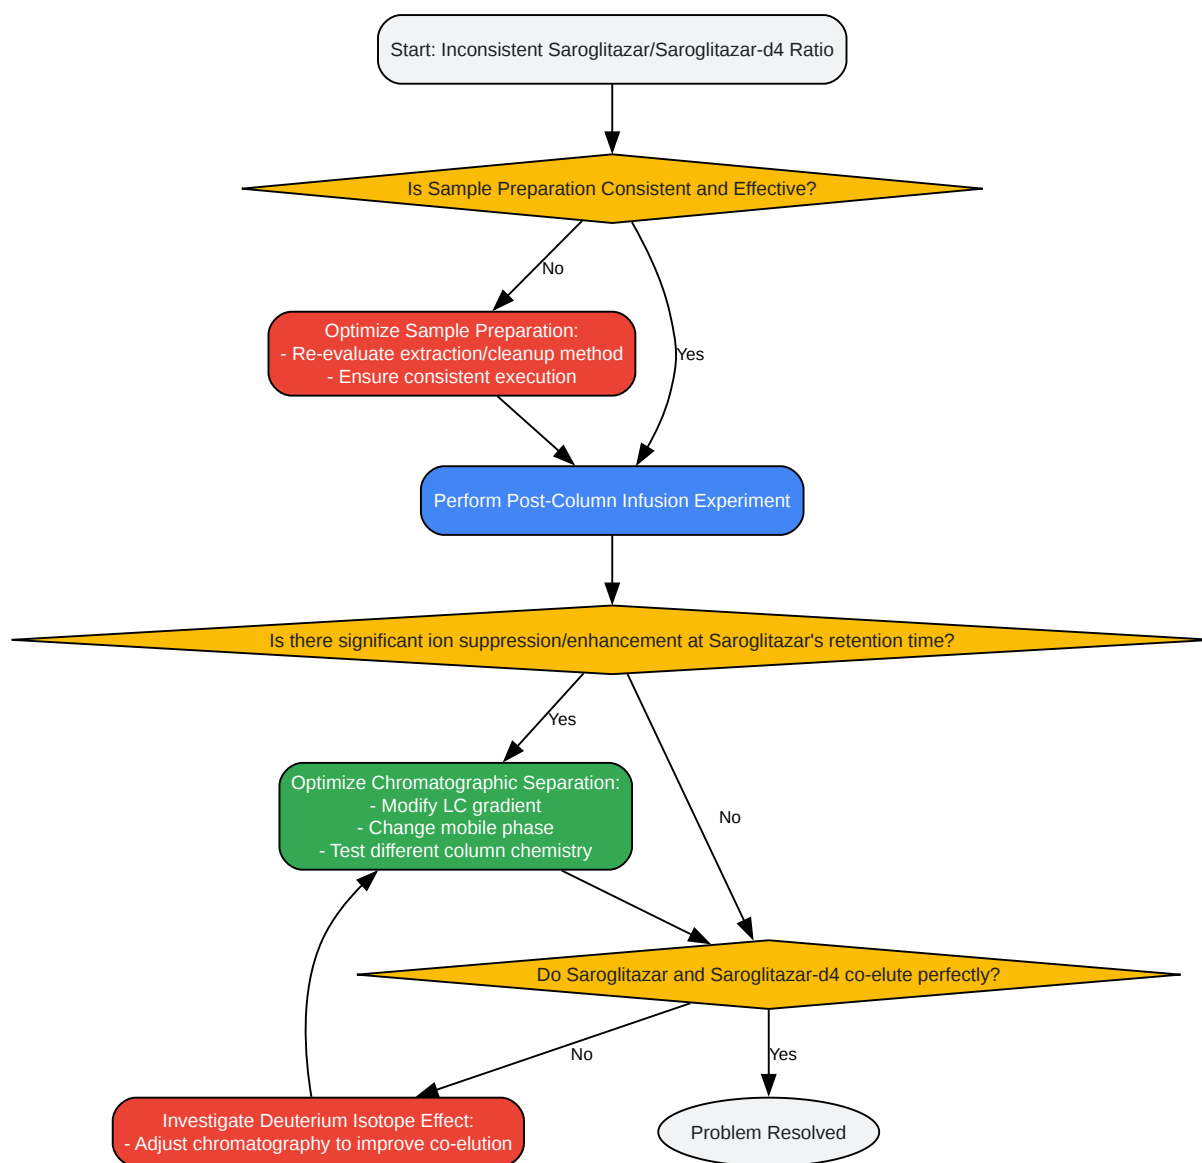 Start: Inconsistent Saroglitazar/Saroglitazar-d4 Ratio
Is Sample Preparation Consistent and Effective?
No
Optimize Sample Preparation:
- Re-evaluate extraction/cleanup method
- Ensure consistent execution
Yes
Perform Post-Column Infusion Experiment
Is there significant ion suppression/enhancement at Saroglitazar's retention time?
Yes
Optimize Chromatographic Separation:
- Modify LC gradient
- Change mobile phase
- Test different column chemistry
No
Do Saroglitazar and Saroglitazar-d4 co-elute perfectly?
No
Yes
Investigate Deuterium Isotope Effect:
- Adjust chromatography to improve co-elution
Problem Resolved